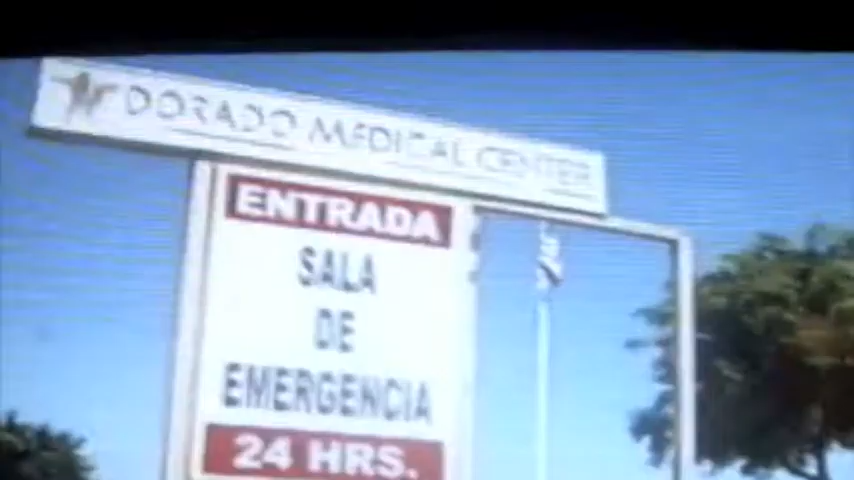 DORADO MEDICAL CENTER
ENTRADA
SALA
DE
EMERGENCIA
24 HRS.